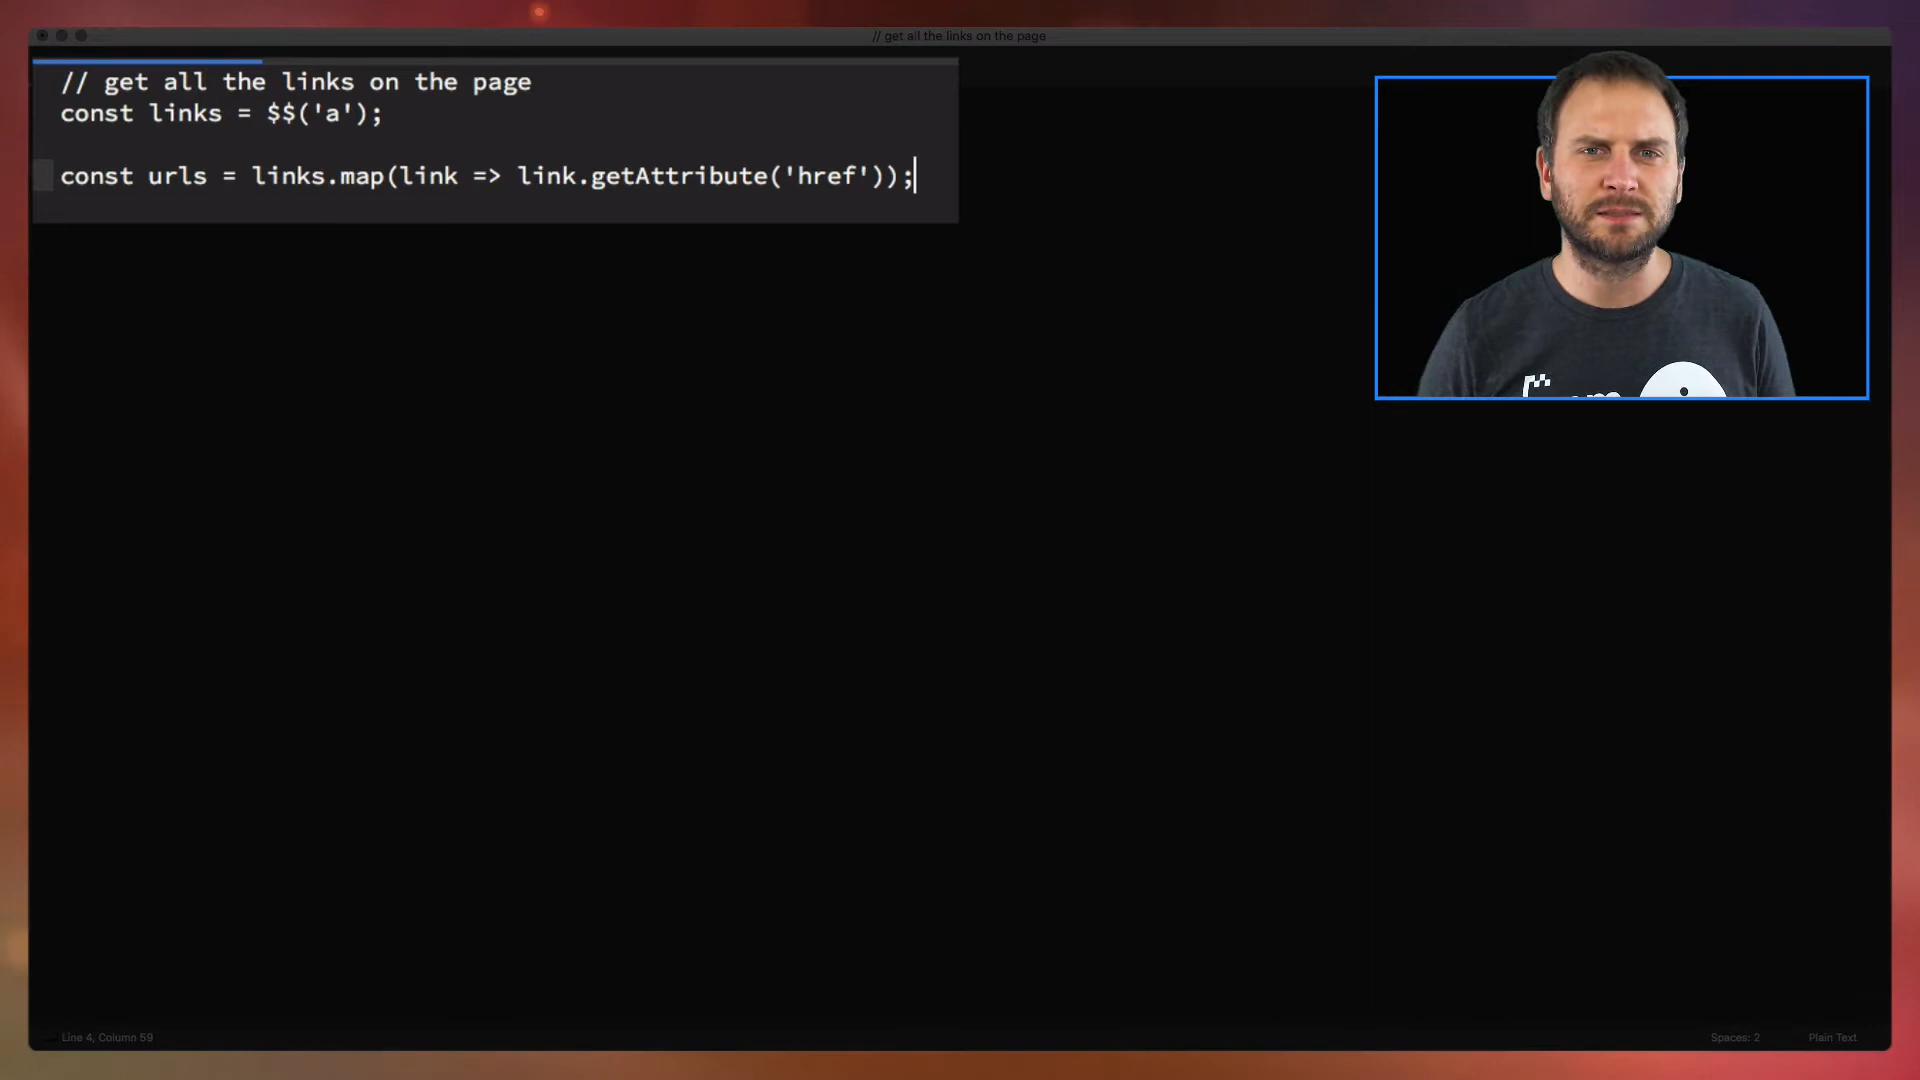 // get all the links on the page
// get all the links on the page
const links = $$('a');
const urls = links.map(link => link.getAttribute('href'));
Line 4, Column 59
Spaces: 2
Plain Text